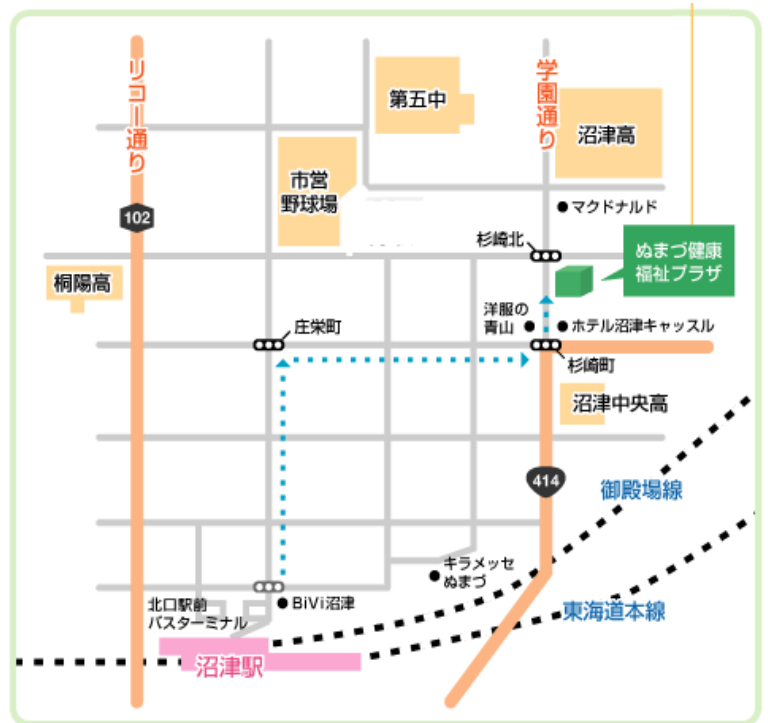 リコー通り
第五中
学園通り
沼津高
市営
野球場
マクドナルド
102
杉崎北
ぬまづ健康
福祉プラザ
桐陽高
洋服の
青山
ホテル沼津キャッスル
庄栄町
杉崎町
沼津中央高
414
御殿場線
キラメッセ
ぬまづ
北口駅前
バスターミナル
BiVi沼津
東海道本線
沼津駅